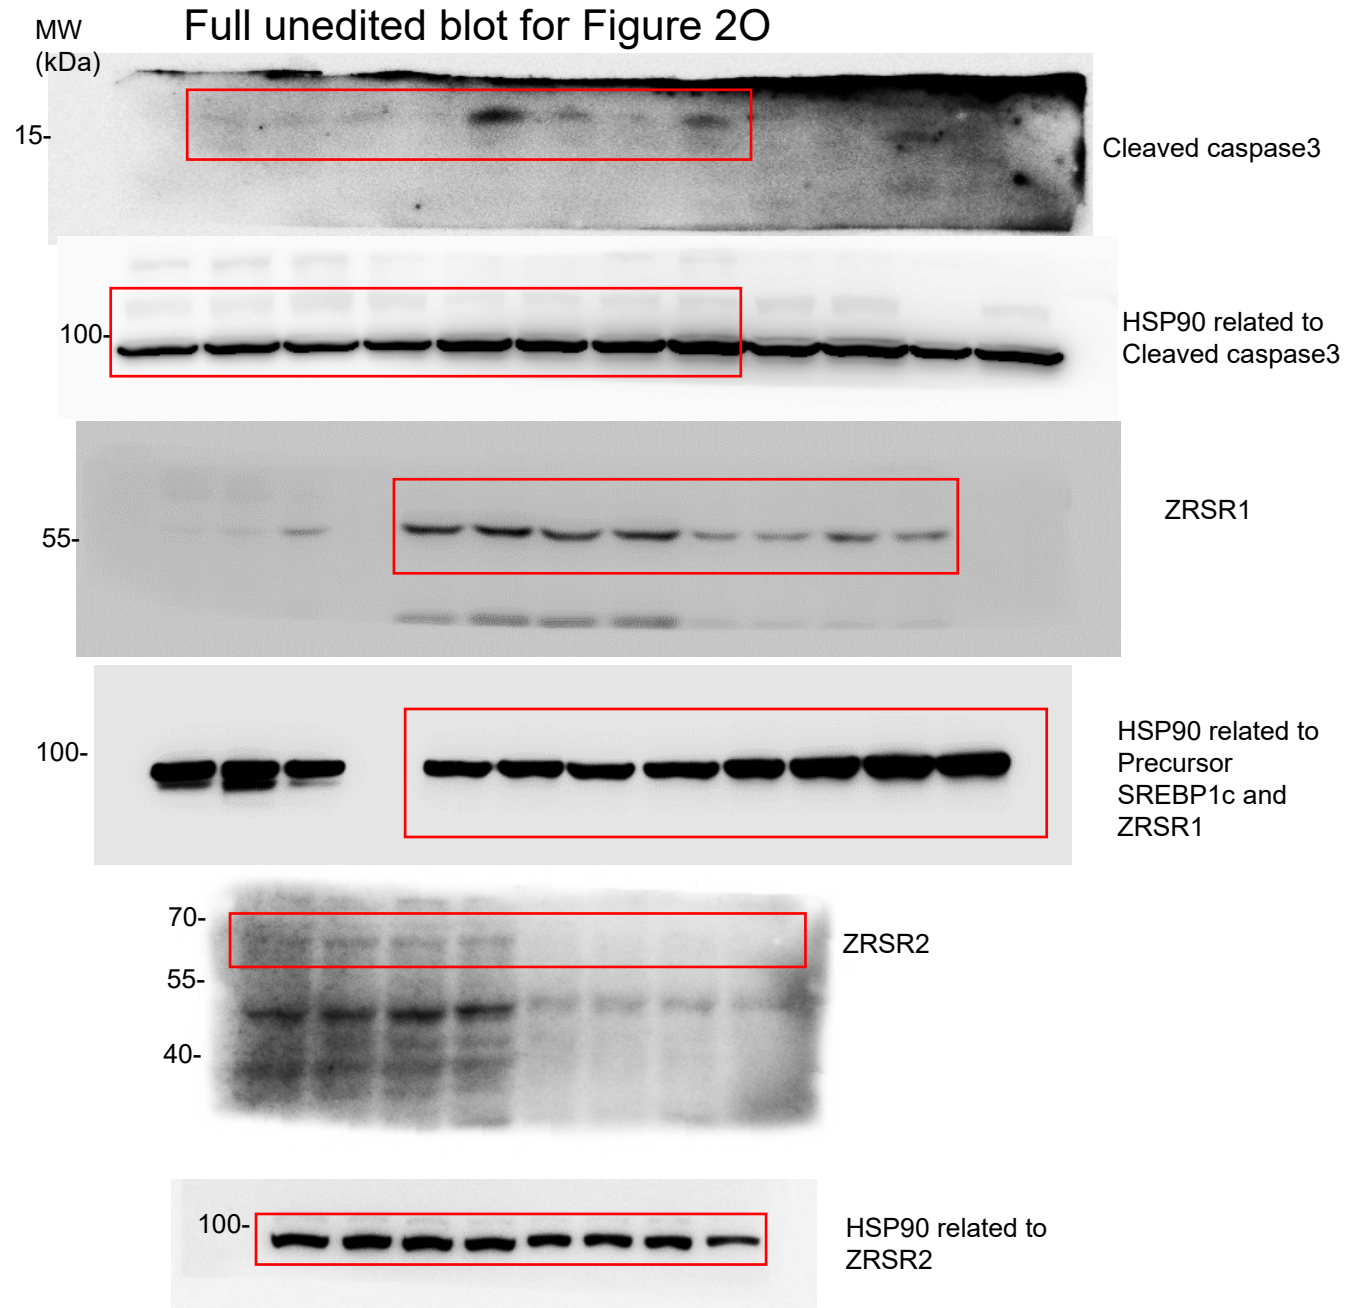 Full unedited blot for Figure 2O
MW
(kDa)
15-
Cleaved caspase3
100-
HSP90 related to
Cleaved caspase3
55-
ZRSR1
100-
HSP90 related to
Precursor
SREBP1c and
ZRSR1
70-
55-
40-
ZRSR2
100-
HSP90 related to
ZRSR2